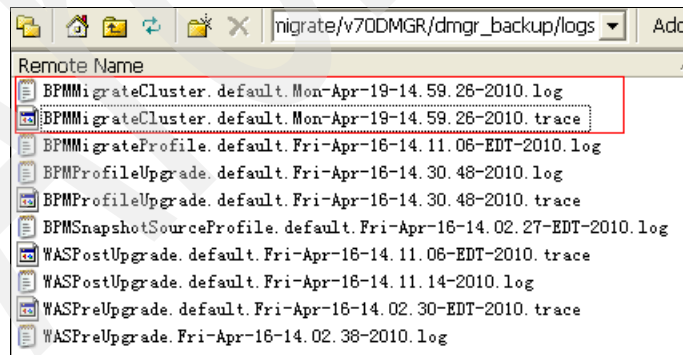 nigrate/v70DMGR/dmgr_backup/logs Add
Remote Name
BPMMigrateCluster.default.Mon-Apr-19-14.59.26-2010.log
BPMMigrateCluster.default.Mon-Apr-19-14.59.26-2010.trace
BPMMigrateProfile.default.Fri-Apr-16-14.11.06-EDT-2010.log
BPMProfileUpgrade.default.Fri-Apr-16-14.30.48-2010.log
BPMProfileUpgrade.default.Fri-Apr-16-14.30.48-2010.trace
BPMSnapshotSourceProfile.default.Fri-Apr-16-14.02.27-EDT-2010.log
WASPostUpgrade.default.Fri-Apr-16-14.11.06-EDT-2010.trace
WASPostUpgrade.Fri-Apr-16-14.11.14-2010.log
WASPreUpgrade.default.Fri-Apr-16-14.02.30-EDT-2010.trace
WASPreUpgrade.Fri-Apr-16-14.02.38-2010.log